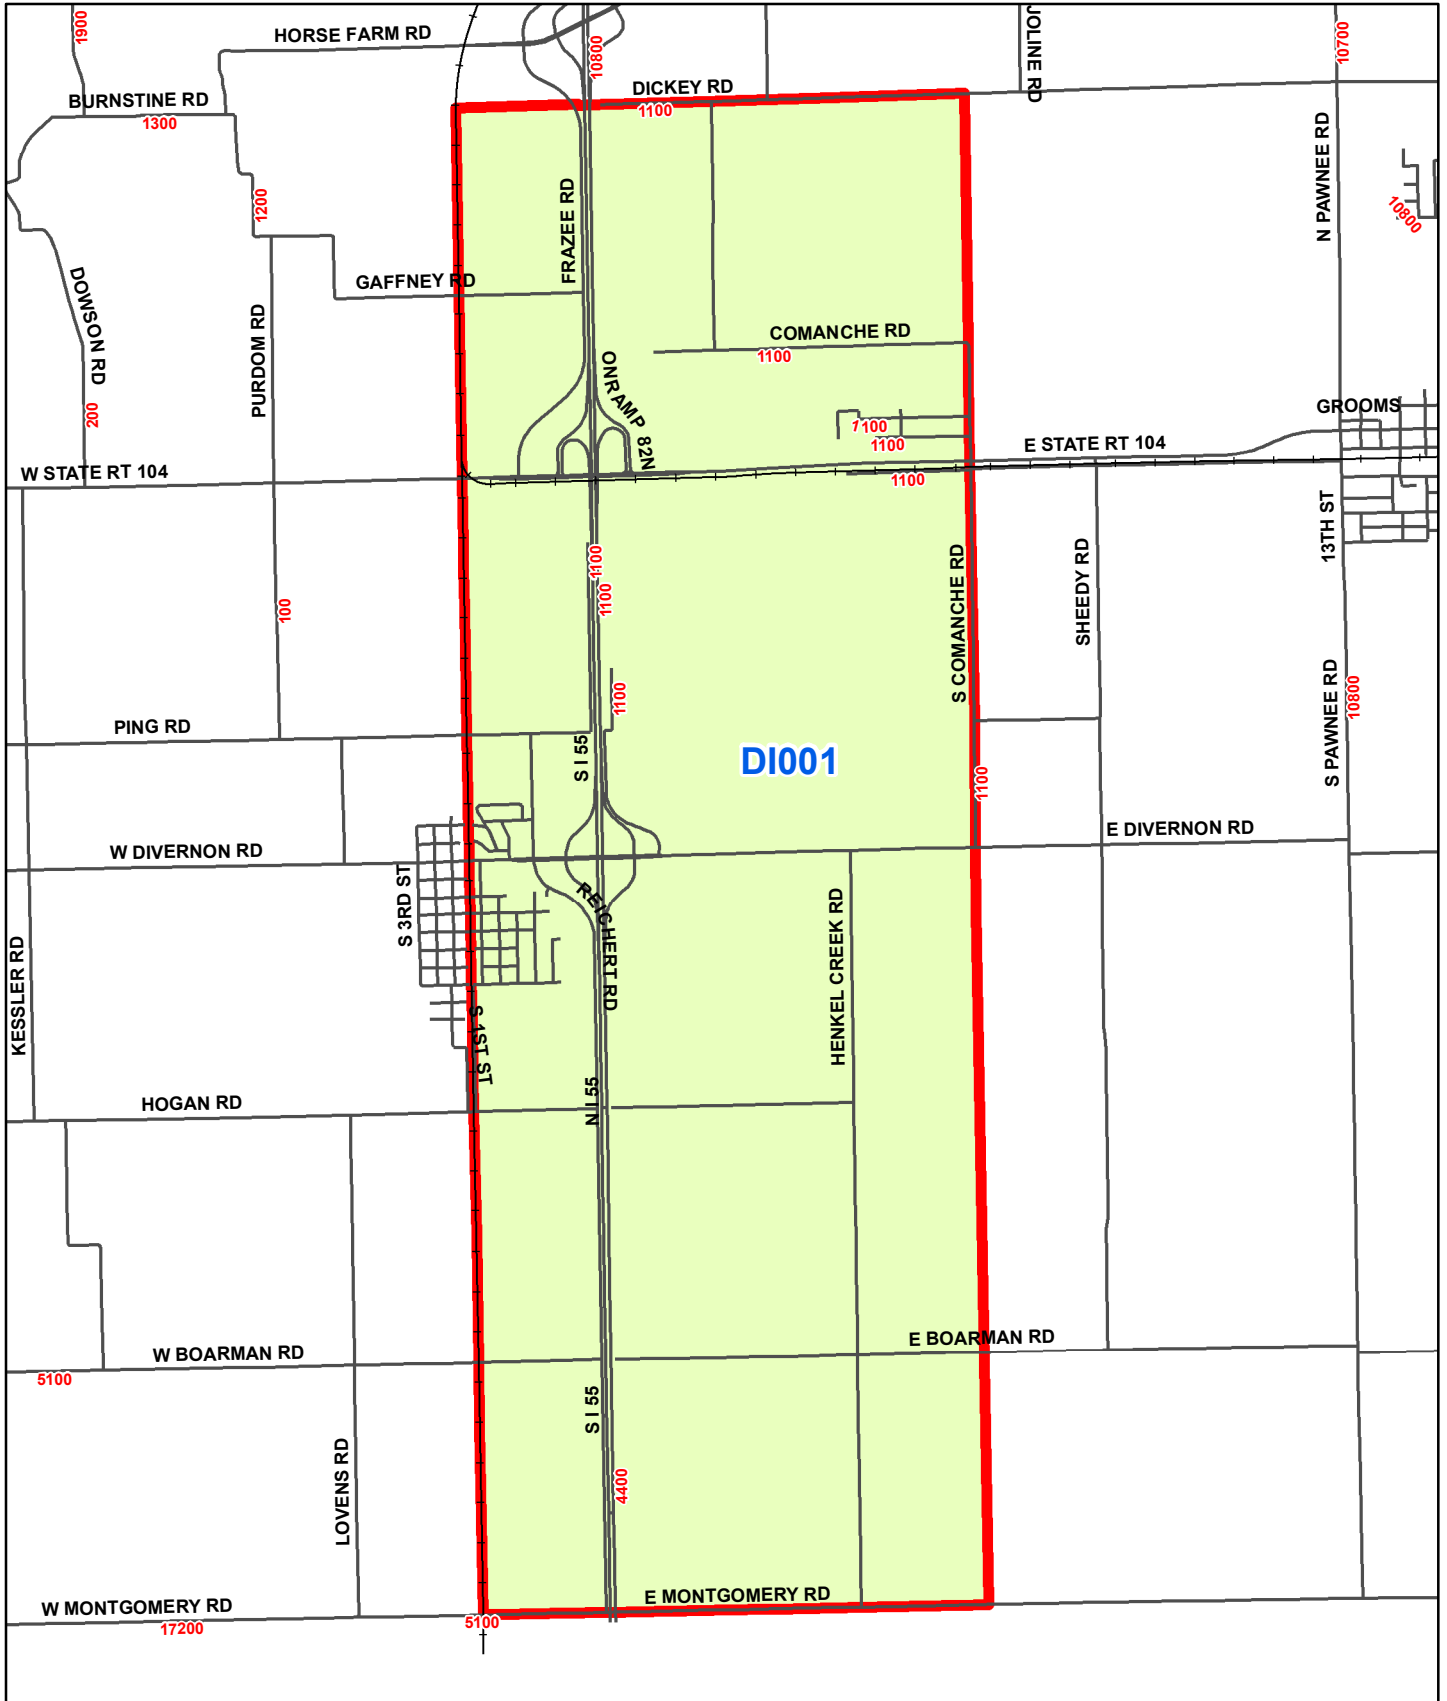 1900
HORSE FARM RD
10800
JOLINE RD
10700
BURNSTINE RD
1300
DICKEY RD
1100
N PAWNEE RD
1200
FRAZEE RD
10800
DOWSON RD
GAFFNEY RD
PURDOM RD
COMANCHE RD
1100
ONRAMP 82N
200
GROOMS
1100
1100
E STATE RT 104
W STATE RT 104
1100
13TH ST
1100
1100
S COMANCHE RD
SHEEDY RD
100
1100
S PAWNEE RD
10800
PING RD
S I 55
DI001
1100
W DIVERNON RD
E DIVERNON RD
S 3RD ST
REICHERT RD
HENKEL CREEK RD
KESSLER RD
S 1ST ST
HOGAN RD
N I 55
W BOARMAN RD
E BOARMAN RD
5100
S I 55
LOVENS RD
4400
W MONTGOMERY RD
E MONTGOMERY RD
17200
5100